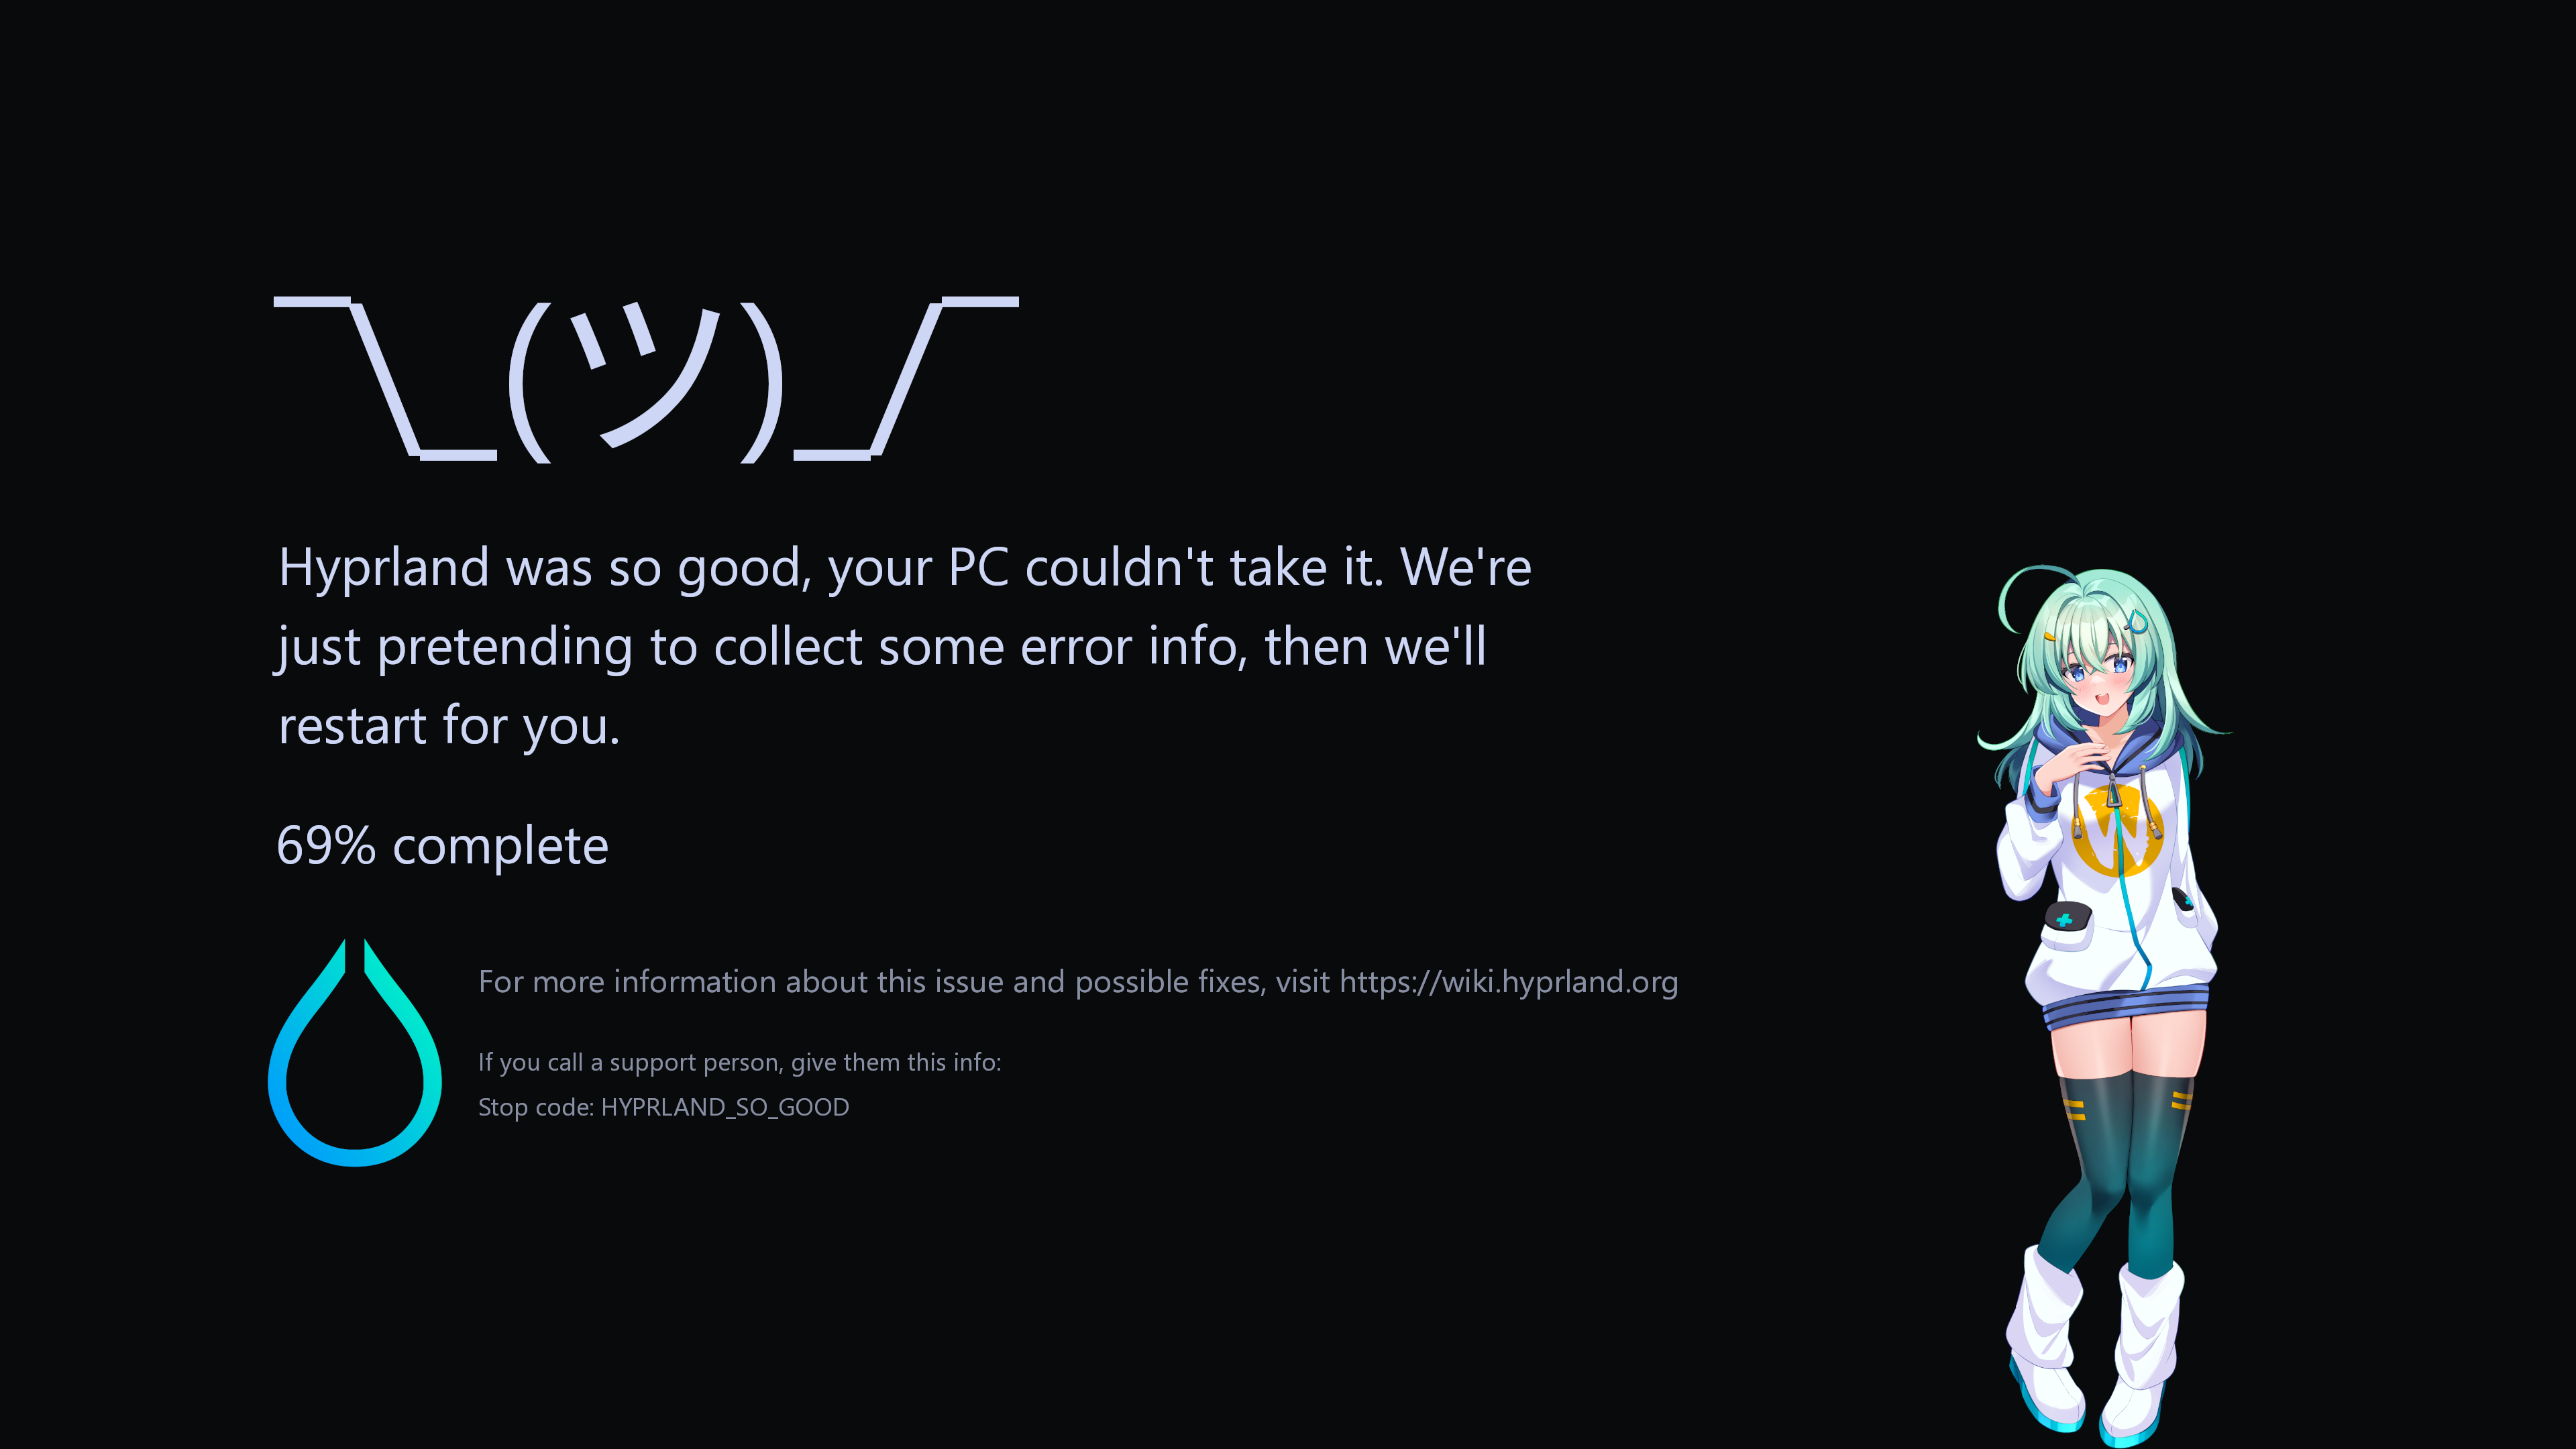 ¯\_(ツ)_/¯
Hyprland was so good, your PC couldn't take it. We're
just pretending to collect some error info, then we'll
restart for you.
69% complete
For more information about this issue and possible fixes, visit https://wiki.hyprland.org
If you call a support person, give them this info:
Stop code: HYPRLAND_SO_GOOD
W